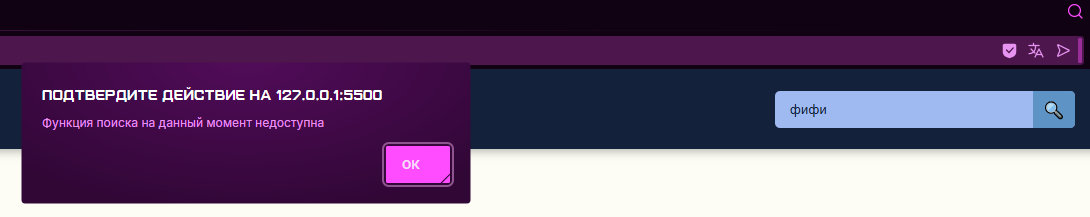 ПОДТВЕРДИТЕ ДЕЙСТВИЕ НА 127.0.0.1:5500
Функция поиска на данный момент недоступна
OK
фифи